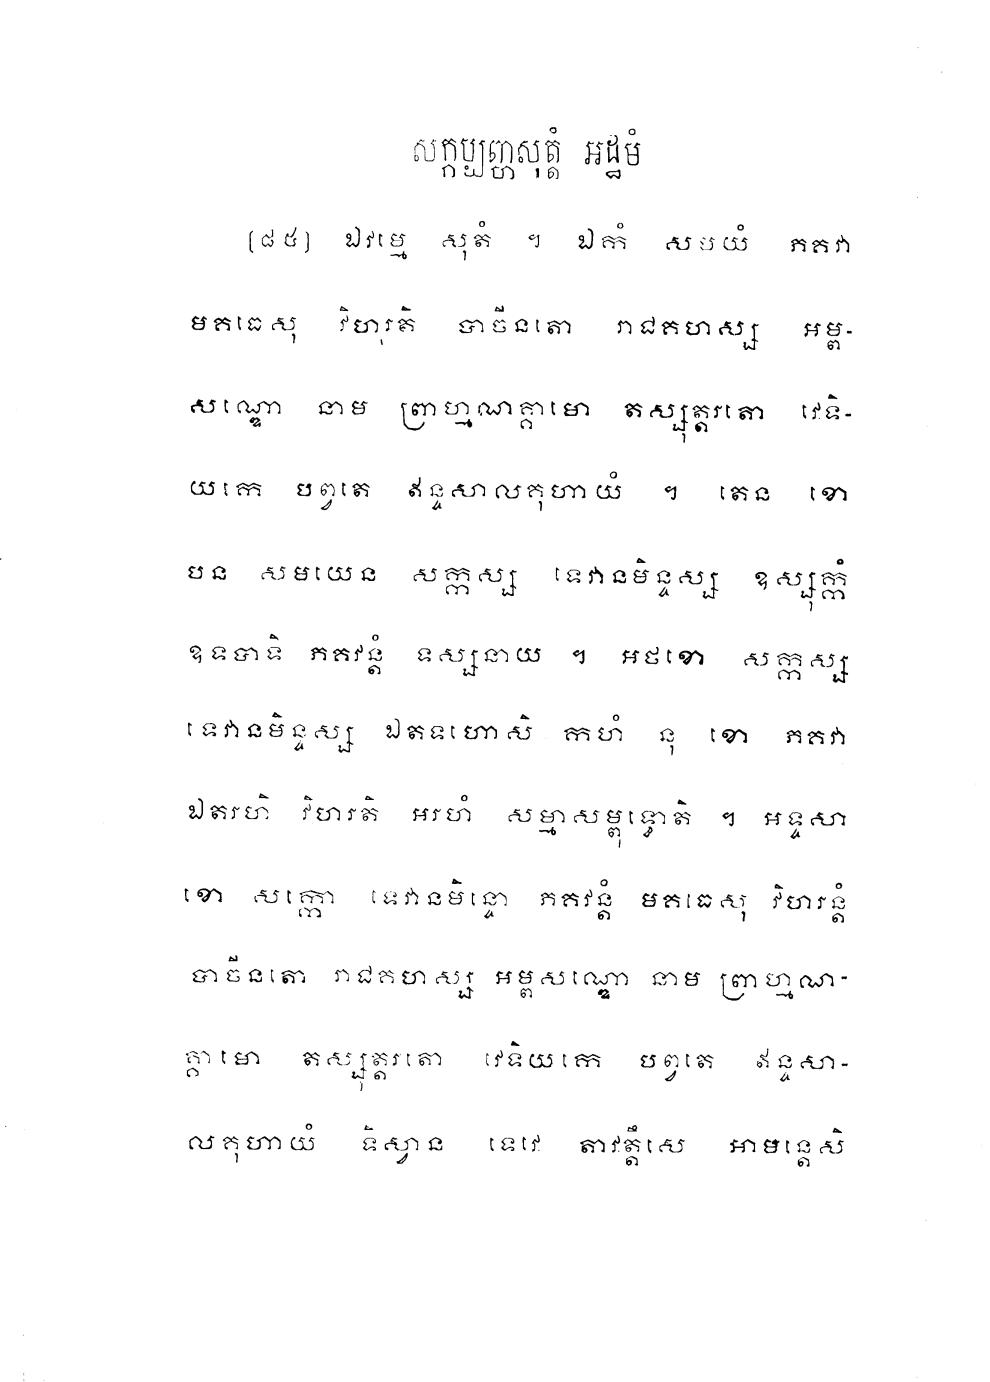 សក្កប្បញ្ហសុត្តំ អដ្ឋមំ
[៨៥] ឯវម្មេ សុតំ ។ ឯកំ សមយំ ភគវា
មគធេសុ វិហរតិ បាចីនតោ រាជគហស្ស អម្ព-
សណ្ឌោ នាម ព្រាហ្មណគ្គាមោ តស្សុត្តរតោ វេទិ-
យកេ បព្វតេ ឥន្ទសាលគុហាយំ ។ តេន ខោ
បន សមយេន សក្កស្ស ទេវានមិន្ទស្ស ឧស្សុក្កំ
ឧទបាទិ ភគវន្តំ ទស្សនាយ ។ អថខោ សក្កស្ស
ទេវានមិន្ទស្ស ឯតទហោសិ កហំ នុ ខោ ភគវា
ឯតរហិ វិហរតិ អរហំ សម្មាសម្ពុទ្ធោតិ ។ អទ្ទសា
ខោ សក្កោ ទេវានមិន្ទោ ភគវន្តំ មគធេសុ វិហរន្តំ
បាចីនតោ រាជគហស្ស អម្ពសណ្ឌោ នាម ព្រាហ្មណ-
គ្គាមោ តស្សុត្តរតោ វេទិយកេ បព្វតេ ឥន្ទសា-
លគុហាយំ ទិស្វាន ទេវេ តាវត្តឹសេ អាមន្តេសិ